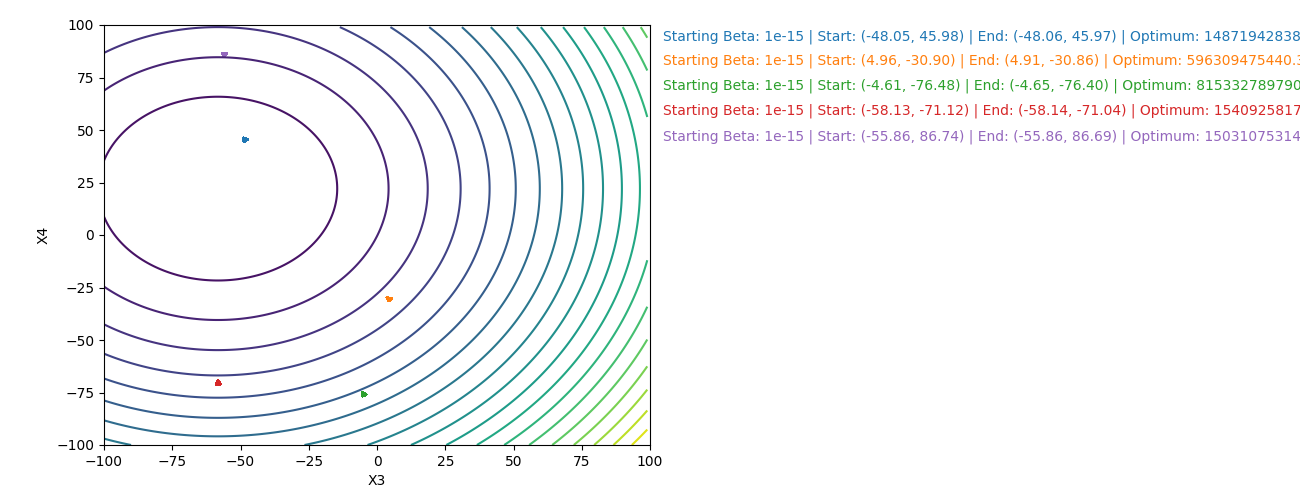 100
75
50
25
0
−25
−50
−75
−100
X4
−100 −75 −50 −25 0 25 50 75 100
X3
Starting Beta: 1e-15 | Start: (-48.05, 45.98) | End: (-48.06, 45.97) | Optimum: 14871942838
Starting Beta: 1e-15 | Start: (4.96, -30.90) | End: (4.91, -30.86) | Optimum: 596309475440.
Starting Beta: 1e-15 | Start: (-4.61, -76.48) | End: (-4.65, -76.40) | Optimum: 815332789790
Starting Beta: 1e-15 | Start: (-58.13, -71.12) | End: (-58.14, -71.04) | Optimum: 1540925817
Starting Beta: 1e-15 | Start: (-55.86, 86.74) | End: (-55.86, 86.69) | Optimum: 15031075314